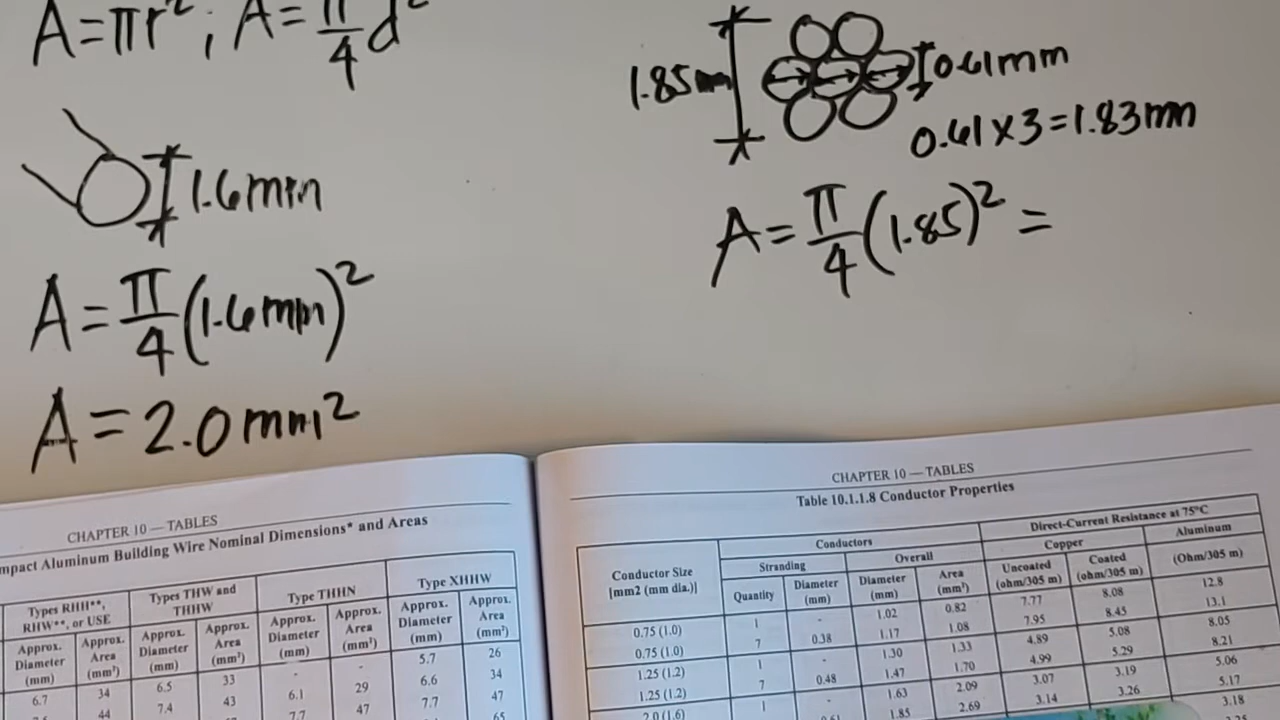 A=πr²; A=π/4 d²
1.6mm
A=π/4(1.6mm)²
A=2.0mm²
1.85mm
0.61mm
0.61x3=1.83mm
A=π/4(1.85)²=
CHAPTER 10 — TABLES
mpact Aluminum Building Wire Nominal Dimensions* and Areas
Types RHH**, RHW**, or USE
Types THW and THHW
Type THHN
Type XHHW
Approx. Diameter (mm)
Approx. Area (mm²)
Approx. Diameter (mm)
Approx. Area (mm²)
Approx. Diameter (mm)
Approx. Area (mm²)
Approx. Diameter (mm)
Approx. Area (mm²)
- - 5.7 26
6.7 34 6.5 33 6.1 29 6.6 34
44 7.4 43 7.7 47 7.7 47
65
CHAPTER 10 — TABLES
Table 10.1.1.8 Conductor Properties
Conductor Size [mm2 (mm dia.)]
Conductors
Direct-Current Resistance at 75°C
Stranding
Overall
Copper
Aluminum
Quantity
Diameter (mm)
Diameter (mm)
Area (mm²)
Uncoated (ohm/305 m)
Coated (ohm/305 m)
(Ohm/305 m)
0.75 (1.0) 1 - 1.02 0.82 7.77 8.08 12.8
0.75 (1.0) 7 0.38 1.17 1.08 7.95 8.45 13.1
1.25 (1.2) 1 - 1.30 1.33 4.89 5.08 8.05
1.25 (1.2) 7 0.48 1.47 1.70 4.99 5.29 8.21
2.0 (1.6) - 1.63 2.09 3.07 3.19 5.06
1.85 2.69 3.14 3.26 5.17
3.18